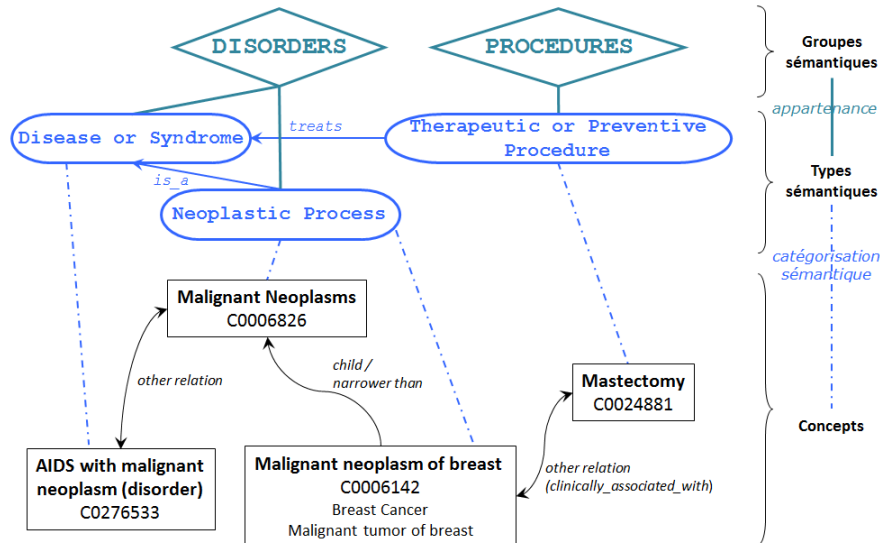 DISORDERS
PROCEDURES
Groupes
sémantiques
appartenance
Disease or Syndrome
treats
Therapeutic or Preventive
Procedure
is_a
Types
sémantiques
Neoplastic Process
catégorisation
sémantique
Malignant Neoplasms
C0006826
other relation
child /
narrower than
Mastectomy
C0024881
Concepts
AIDS with malignant
neoplasm (disorder)
C0276533
Malignant neoplasm of breast
C0006142
Breast Cancer
Malignant tumor of breast
other relation
(clinically_associated_with)